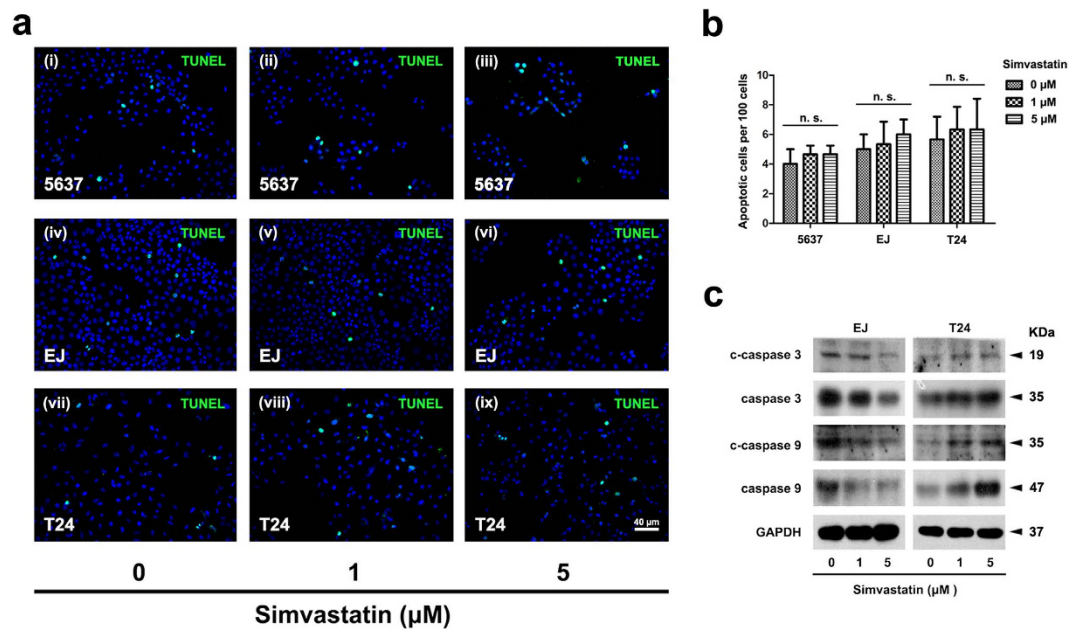 a
(i) TUNEL (ii) TUNEL (iii) TUNEL
5637 5637 5637
(iv) TUNEL (v) TUNEL (vi) TUNEL
EJ EJ EJ
(vii) TUNEL (viii) TUNEL (ix) TUNEL
T24 T24 T24 40 µm
0 1 5
Simvastatin (µM)
b
Simvastatin
0 µM
1 µM
5 µM
Apoptotic cells per 100 cells
10
8
6
4
2
0
n. s. n. s. n. s.
5637 EJ T24
c
EJ T24 KDa
c-caspase 3 19
caspase 3 35
c-caspase 9 35
caspase 9 47
GAPDH 37
0 1 5 0 1 5
Simvastatin (µM )